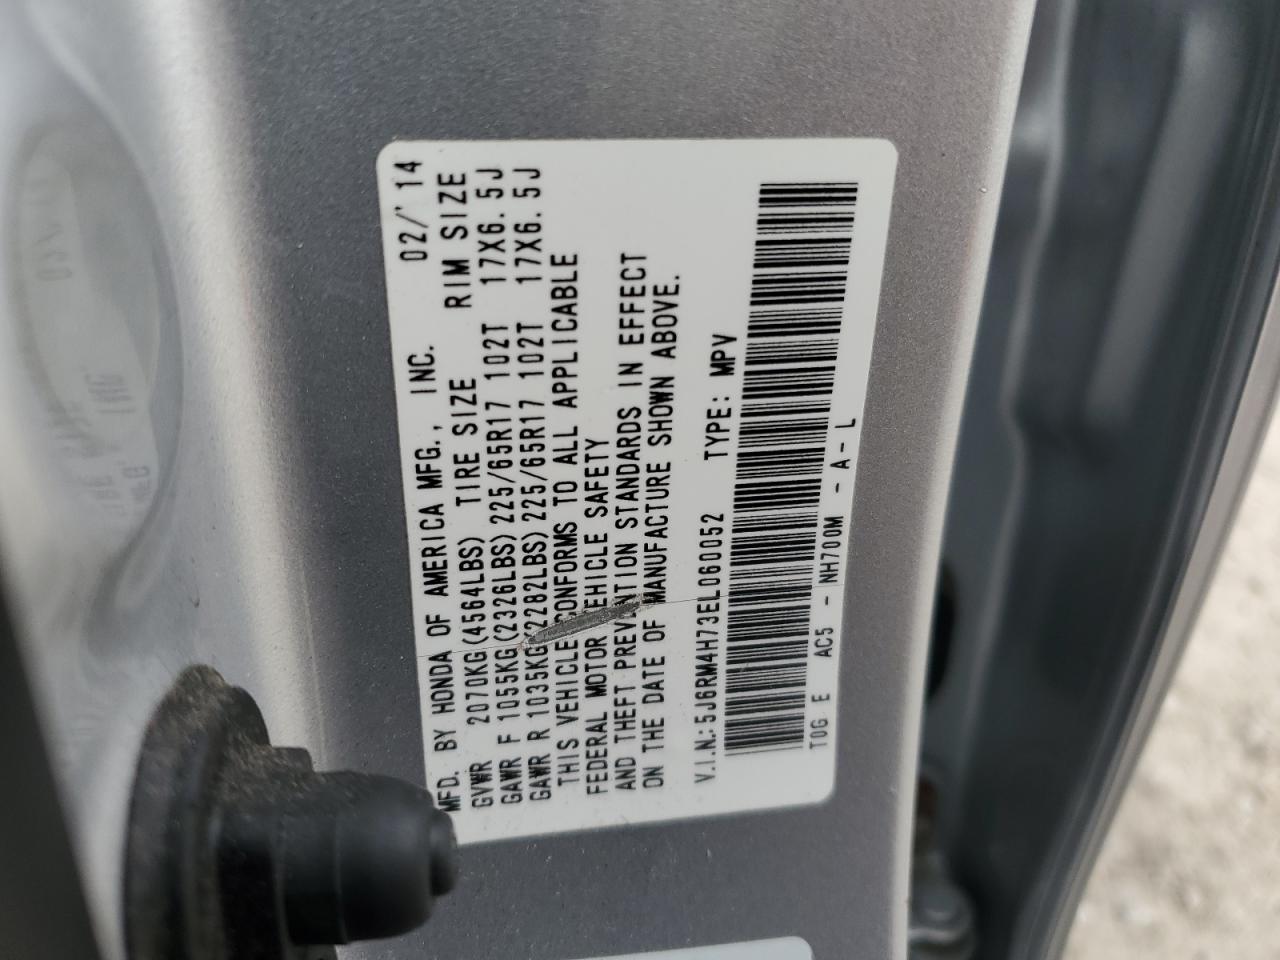 MFD. BY HONDA OF AMERICA MFG., INC. 02/'14
GVWR 2070KG(4564LBS) TIRE SIZE RIM SIZE
GAWR F 1055KG(2326LBS)225/65R17 102T 17X6.5J
GAWR R 1035KG(2282LBS)225/65R17 102T 17X6.5J
THIS VEHICLE CONFORMS TO ALL APPLICABLE
FEDERAL MOTOR VEHICLE SAFETY
AND THEFT PREVENTION STANDARDS IN EFFECT
ON THE DATE OF MANUFACTURE SHOWN ABOVE.
V.I.N.:5J6RM4H73EL060052 TYPE: MPV
T0G E AC5 - NH700M - A- L